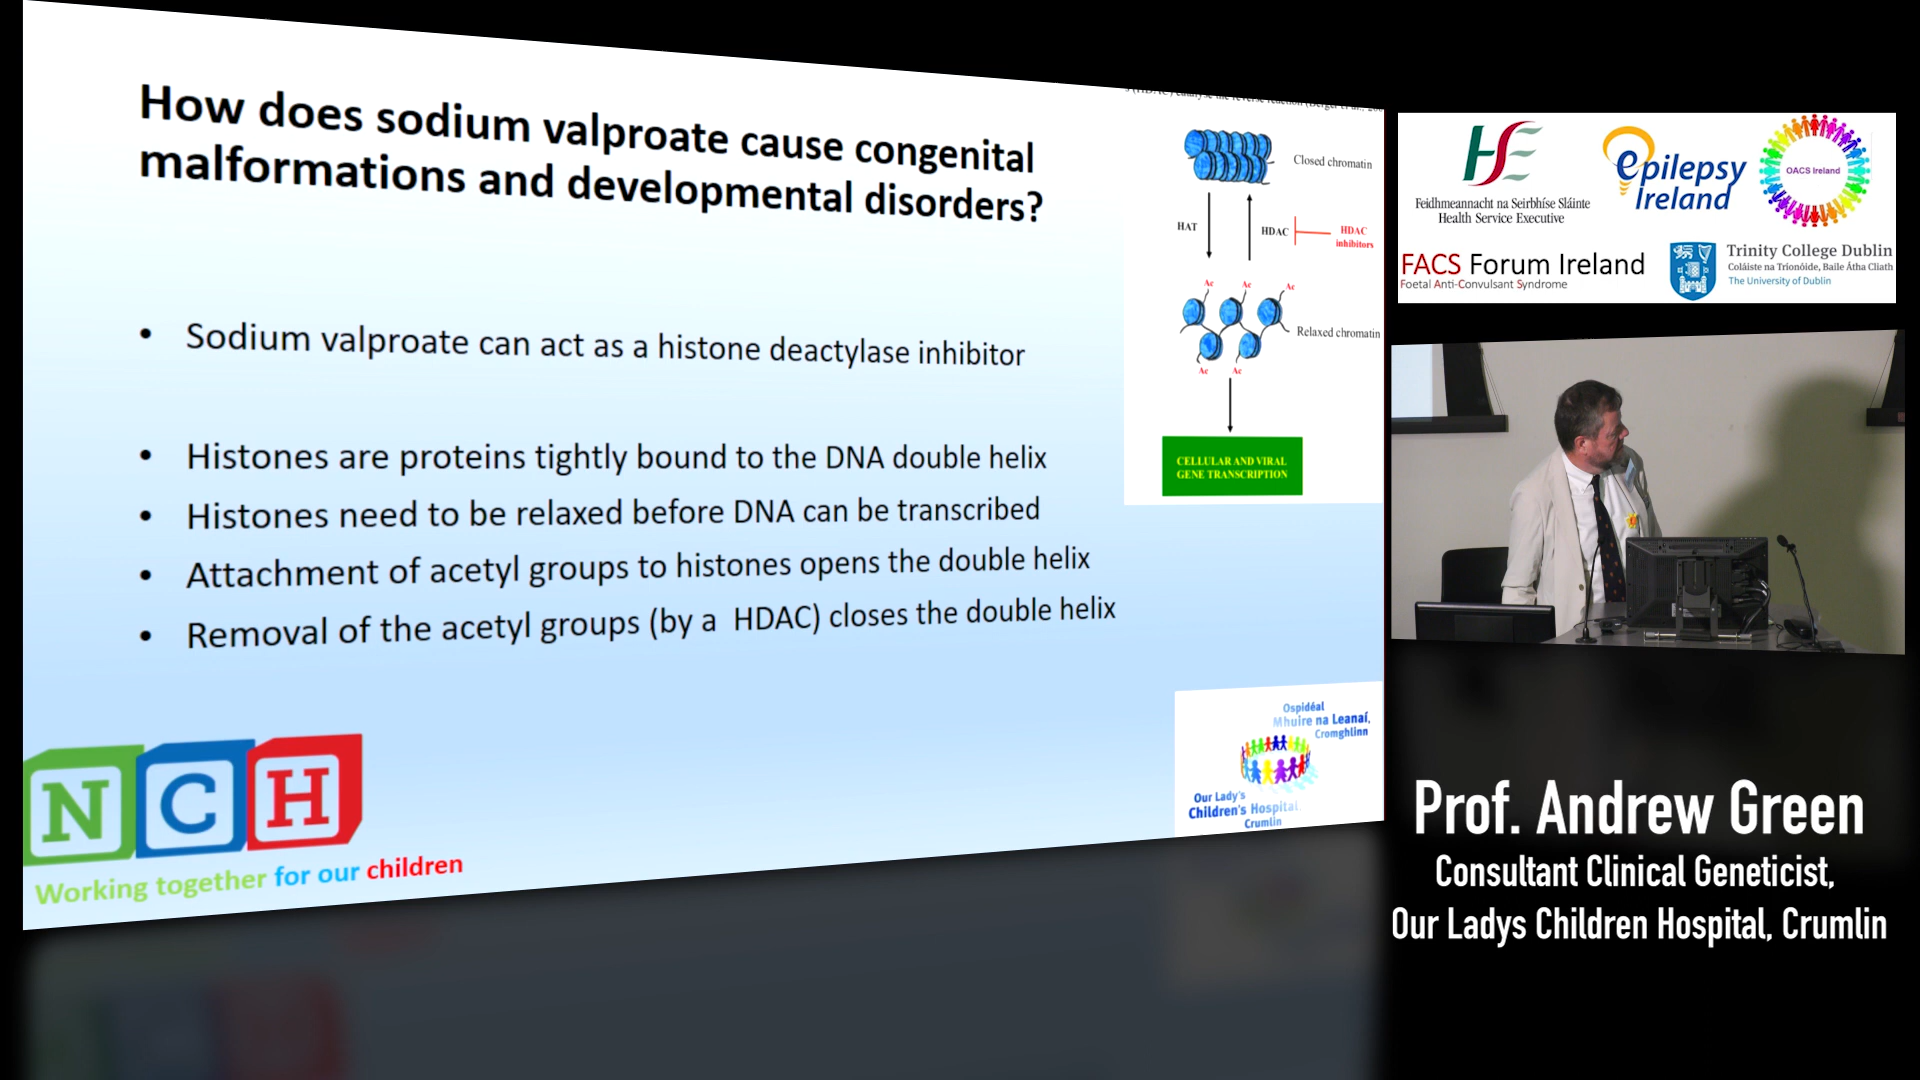 How does sodium valproate cause congenital
malformations and developmental disorders?
• Sodium valproate can act as a histone deactylase inhibitor
• Histones are proteins tightly bound to the DNA double helix
• Histones need to be relaxed before DNA can be transcribed
• Attachment of acetyl groups to histones opens the double helix
• Removal of the acetyl groups (by a HDAC) closes the double helix
Closed chromatin
HAT
HDAC
HDAC
inhibitors
Ac
Ac
Ac
Relaxed chromatin
Ac
Ac
CELLULAR AND VIRAL
GENE TRANSCRIPTION
NCH
Working together for our children
Ospidéal
Mhuire na Leanaí,
Cromghlinn
Our Lady's
Children's Hospital,
Crumlin
HSE
Feidhmeannacht na Seirbhíse Sláinte
Health Service Executive
Epilepsy
Ireland
OACS Ireland
FACS Forum Ireland
Foetal Anti-Convulsant Syndrome
Trinity College Dublin
Coláiste na Tríonóide, Baile Átha Cliath
The University of Dublin
Prof. Andrew Green
Consultant Clinical Geneticist,
Our Ladys Children Hospital, Crumlin